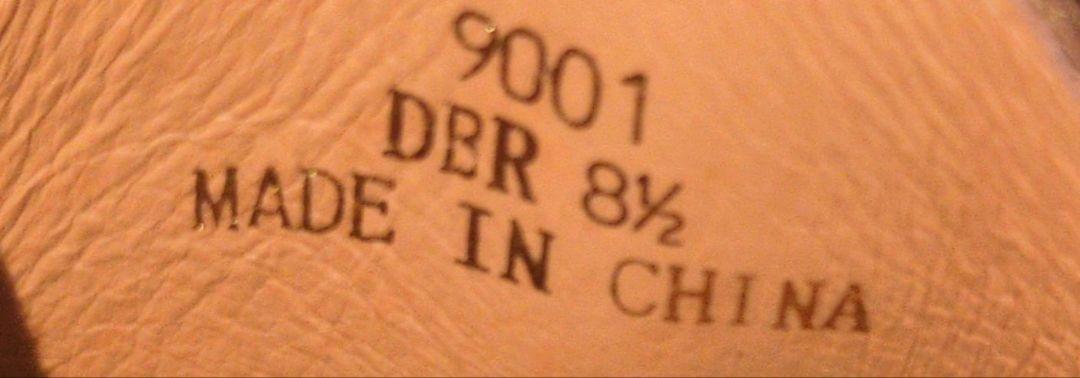 9001
DBR 8½
MADE IN CHINA